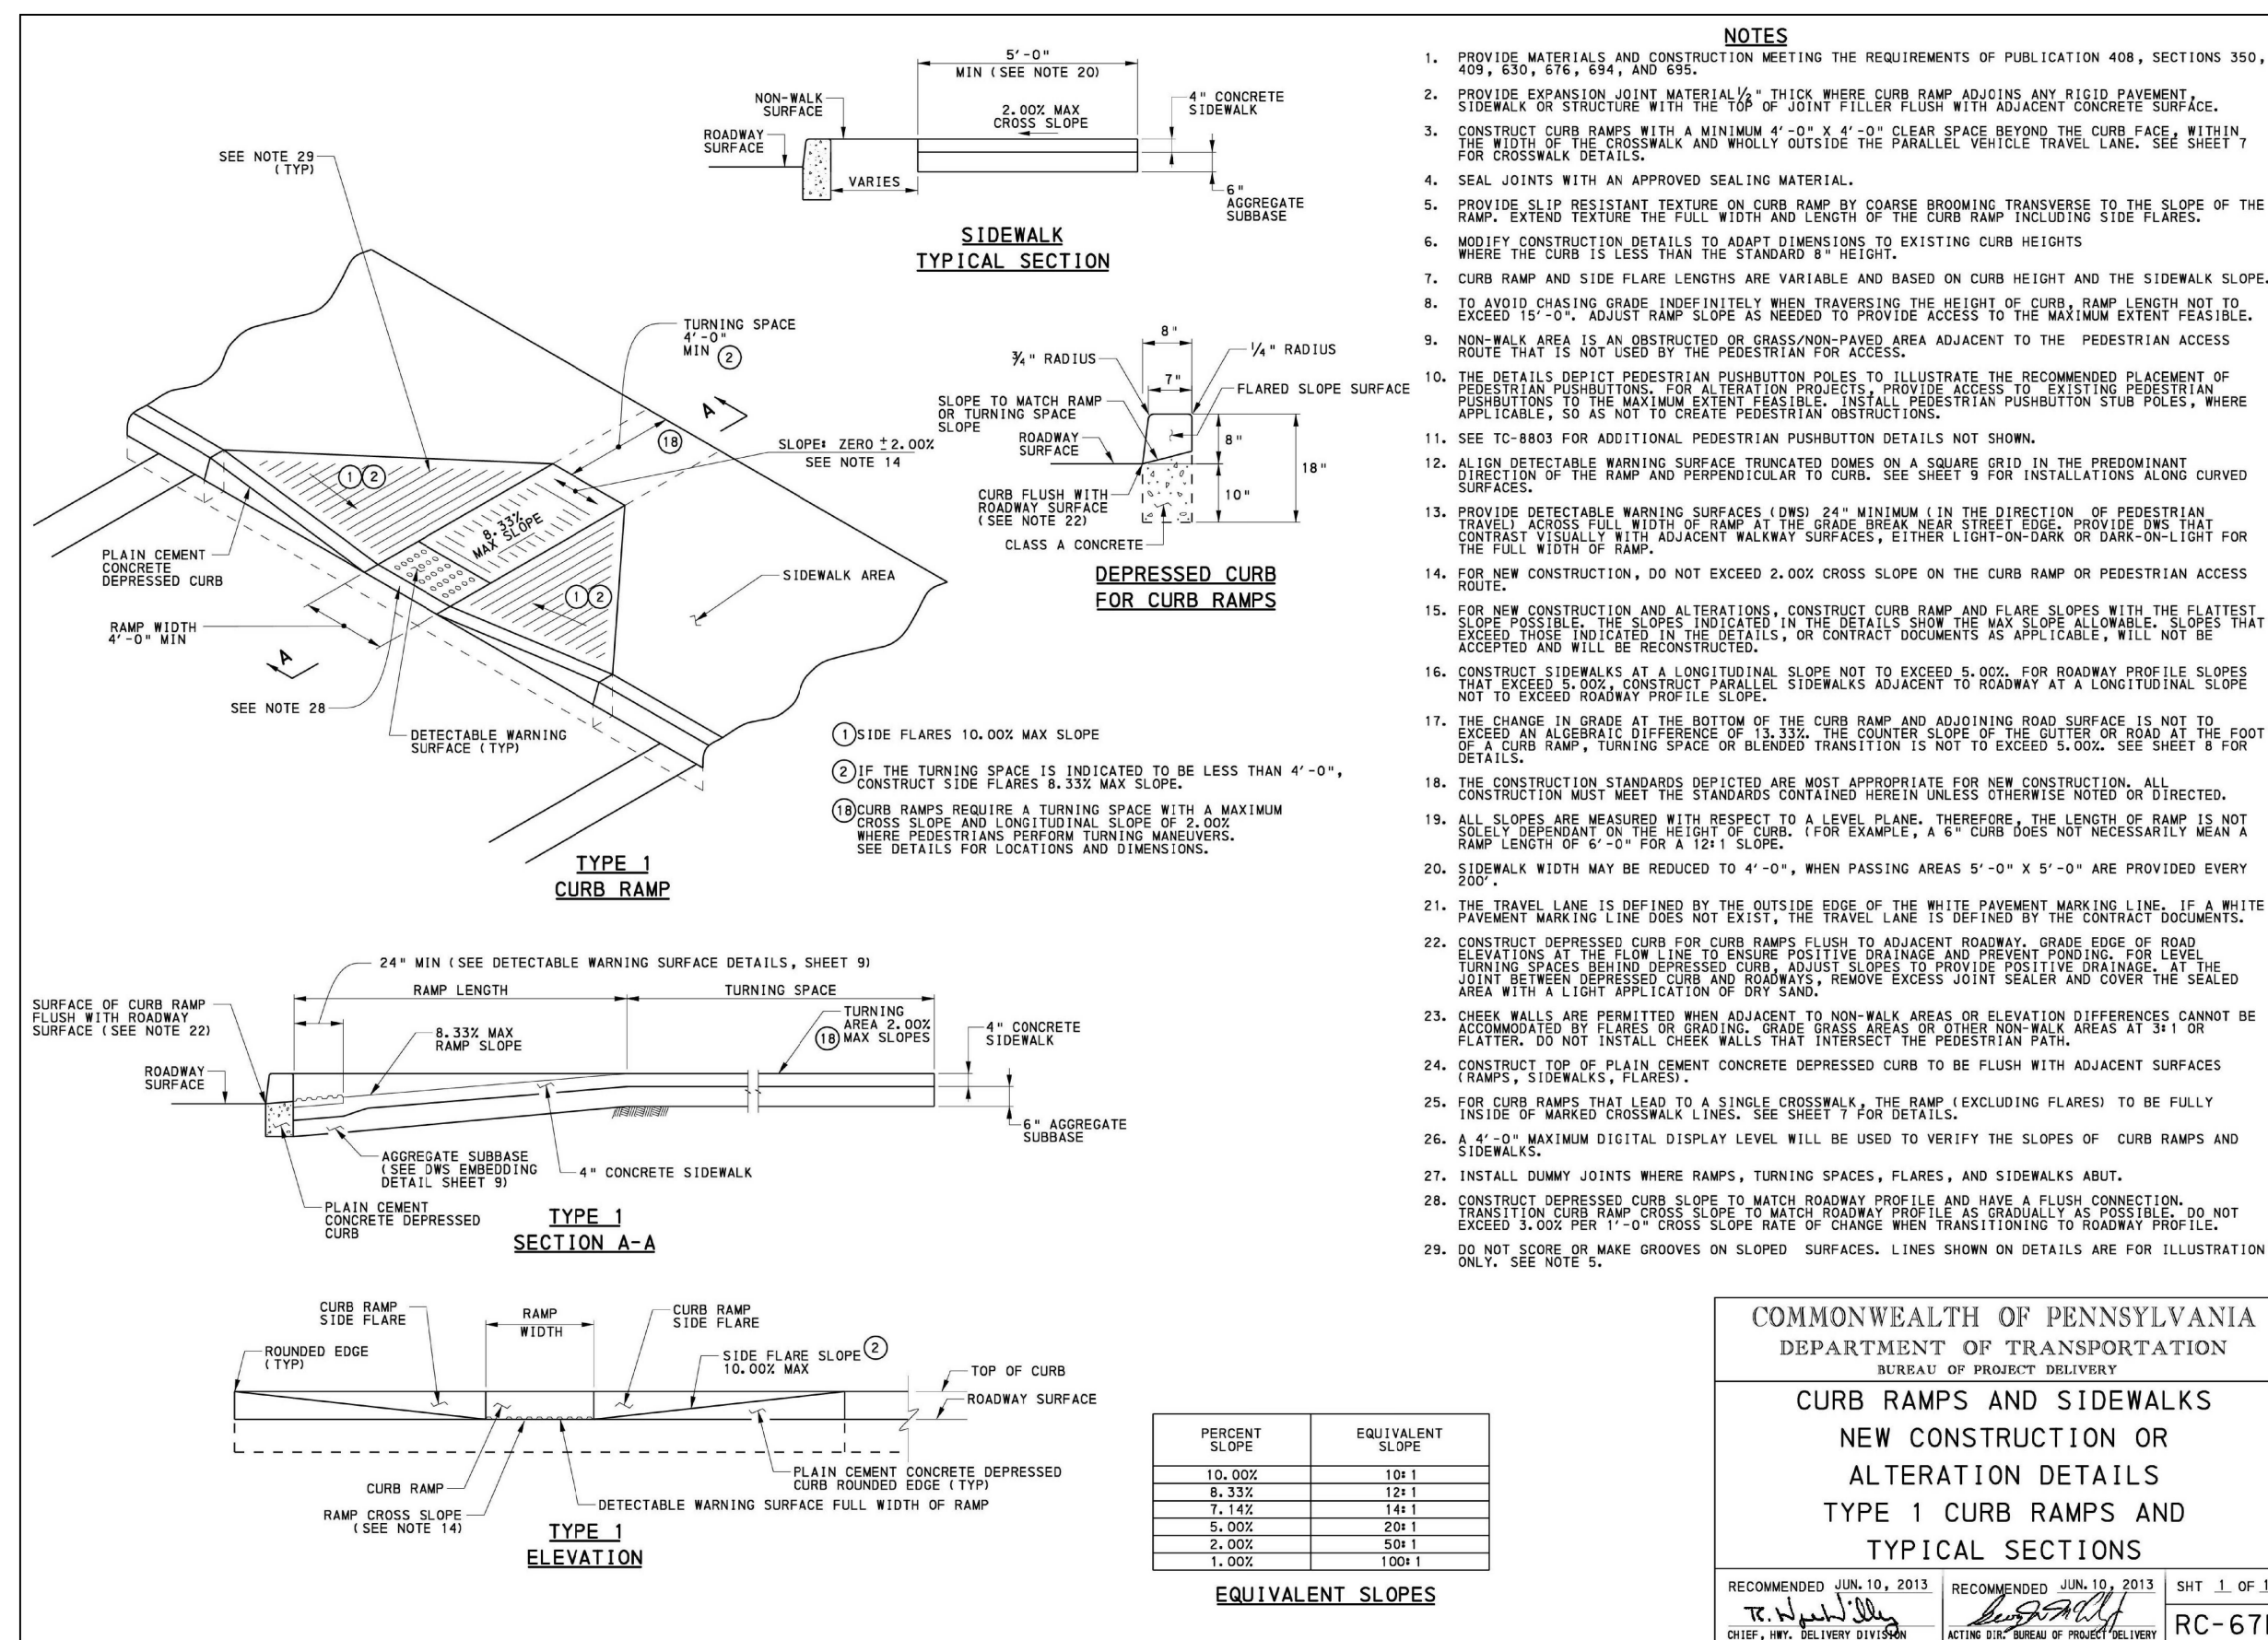 5'-0"
MIN (SEE NOTE 20)
NON-WALK
SURFACE
2.00% MAX
CROSS SLOPE
4" CONCRETE
SIDEWALK
ROADWAY
SURFACE
VARIES
6"
AGGREGATE
SUBBASE
SIDEWALK
TYPICAL SECTION
SEE NOTE 29
(TYP)
TURNING SPACE
4'-0"
MIN 2
A
18
SLOPE: ZERO ±2.00%
SEE NOTE 14
1 2
8.33%
MAX SLOPE
PLAIN CEMENT
CONCRETE
DEPRESSED CURB
SIDEWALK AREA
1 2
RAMP WIDTH
4'-0" MIN
A
SEE NOTE 28
DETECTABLE WARNING
SURFACE (TYP)
8"
3/4" RADIUS
1/4" RADIUS
7"
FLARED SLOPE SURFACE
SLOPE TO MATCH RAMP
OR TURNING SPACE
SLOPE
ROADWAY
SURFACE
8"
18"
10"
CURB FLUSH WITH
ROADWAY SURFACE
(SEE NOTE 22)
CLASS A CONCRETE
DEPRESSED CURB
FOR CURB RAMPS
1 SIDE FLARES 10.00% MAX SLOPE
2 IF THE TURNING SPACE IS INDICATED TO BE LESS THAN 4'-0",
CONSTRUCT SIDE FLARES 8.33% MAX SLOPE.
18 CURB RAMPS REQUIRE A TURNING SPACE WITH A MAXIMUM
CROSS SLOPE AND LONGITUDINAL SLOPE OF 2.00%
WHERE PEDESTRIANS PERFORM TURNING MANEUVERS.
SEE DETAILS FOR LOCATIONS AND DIMENSIONS.
TYPE 1
CURB RAMP
24" MIN (SEE DETECTABLE WARNING SURFACE DETAILS, SHEET 9)
RAMP LENGTH
TURNING SPACE
SURFACE OF CURB RAMP
FLUSH WITH ROADWAY
SURFACE (SEE NOTE 22)
8.33% MAX
RAMP SLOPE
TURNING
AREA 2.00%
18 MAX SLOPES
4" CONCRETE
SIDEWALK
ROADWAY
SURFACE
6" AGGREGATE
SUBBASE
AGGREGATE SUBBASE
(SEE DWS EMBEDDING
DETAIL SHEET 9)
4" CONCRETE SIDEWALK
PLAIN CEMENT
CONCRETE DEPRESSED
CURB
TYPE 1
SECTION A-A
CURB RAMP
SIDE FLARE
RAMP
WIDTH
CURB RAMP
SIDE FLARE
ROUNDED EDGE
(TYP)
SIDE FLARE SLOPE 2
10.00% MAX
TOP OF CURB
ROADWAY SURFACE
PLAIN CEMENT CONCRETE DEPRESSED
CURB ROUNDED EDGE (TYP)
CURB RAMP
DETECTABLE WARNING SURFACE FULL WIDTH OF RAMP
RAMP CROSS SLOPE
(SEE NOTE 14)
TYPE 1
ELEVATION
PERCENT SLOPE EQUIVALENT SLOPE
10.00% 10:1
8.33% 12:1
7.14% 14:1
5.00% 20:1
2.00% 50:1
1.00% 100:1
EQUIVALENT SLOPES
NOTES
1. PROVIDE MATERIALS AND CONSTRUCTION MEETING THE REQUIREMENTS OF PUBLICATION 408, SECTIONS 350,
409, 630, 676, 694, AND 695.
2. PROVIDE EXPANSION JOINT MATERIAL 1/2" THICK WHERE CURB RAMP ADJOINS ANY RIGID PAVEMENT,
SIDEWALK OR STRUCTURE WITH THE TOP OF JOINT FILLER FLUSH WITH ADJACENT CONCRETE SURFACE.
3. CONSTRUCT CURB RAMPS WITH A MINIMUM 4'-0" X 4'-0" CLEAR SPACE BEYOND THE CURB FACE, WITHIN
THE WIDTH OF THE CROSSWALK AND WHOLLY OUTSIDE THE PARALLEL VEHICLE TRAVEL LANE. SEE SHEET 7
FOR CROSSWALK DETAILS.
4. SEAL JOINTS WITH AN APPROVED SEALING MATERIAL.
5. PROVIDE SLIP RESISTANT TEXTURE ON CURB RAMP BY COARSE BROOMING TRANSVERSE TO THE SLOPE OF THE
RAMP. EXTEND TEXTURE THE FULL WIDTH AND LENGTH OF THE CURB RAMP INCLUDING SIDE FLARES.
6. MODIFY CONSTRUCTION DETAILS TO ADAPT DIMENSIONS TO EXISTING CURB HEIGHTS
WHERE THE CURB IS LESS THAN THE STANDARD 8" HEIGHT.
7. CURB RAMP AND SIDE FLARE LENGTHS ARE VARIABLE AND BASED ON CURB HEIGHT AND THE SIDEWALK SLOPE.
8. TO AVOID CHASING GRADE INDEFINITELY WHEN TRAVERSING THE HEIGHT OF CURB, RAMP LENGTH NOT TO
EXCEED 15'-0". ADJUST RAMP SLOPE AS NEEDED TO PROVIDE ACCESS TO THE MAXIMUM EXTENT FEASIBLE.
9. NON-WALK AREA IS AN OBSTRUCTED OR GRASS/NON-PAVED AREA ADJACENT TO THE PEDESTRIAN ACCESS
ROUTE THAT IS NOT USED BY THE PEDESTRIAN FOR ACCESS.
10. THE DETAILS DEPICT PEDESTRIAN PUSHBUTTON POLES TO ILLUSTRATE THE RECOMMENDED PLACEMENT OF
PEDESTRIAN PUSHBUTTONS. FOR ALTERATION PROJECTS, PROVIDE ACCESS TO EXISTING PEDESTRIAN
PUSHBUTTONS TO THE MAXIMUM EXTENT FEASIBLE. INSTALL PEDESTRIAN PUSHBUTTON STUB POLES, WHERE
APPLICABLE, SO AS NOT TO CREATE PEDESTRIAN OBSTRUCTIONS.
11. SEE TC-8803 FOR ADDITIONAL PEDESTRIAN PUSHBUTTON DETAILS NOT SHOWN.
12. ALIGN DETECTABLE WARNING SURFACE TRUNCATED DOMES ON A SQUARE GRID IN THE PREDOMINANT
DIRECTION OF THE RAMP AND PERPENDICULAR TO CURB. SEE SHEET 9 FOR INSTALLATIONS ALONG CURVED
SURFACES.
13. PROVIDE DETECTABLE WARNING SURFACES (DWS) 24" MINIMUM (IN THE DIRECTION OF PEDESTRIAN
TRAVEL) ACROSS FULL WIDTH OF RAMP AT THE GRADE BREAK NEAR STREET EDGE. PROVIDE DWS THAT
CONTRAST VISUALLY WITH ADJACENT WALKWAY SURFACES, EITHER LIGHT-ON-DARK OR DARK-ON-LIGHT FOR
THE FULL WIDTH OF RAMP.
14. FOR NEW CONSTRUCTION, DO NOT EXCEED 2.00% CROSS SLOPE ON THE CURB RAMP OR PEDESTRIAN ACCESS
ROUTE.
15. FOR NEW CONSTRUCTION AND ALTERATIONS, CONSTRUCT CURB RAMP AND FLARE SLOPES WITH THE FLATTEST
SLOPE POSSIBLE. THE SLOPES INDICATED IN THE DETAILS SHOW THE MAX SLOPE ALLOWABLE. SLOPES THAT
EXCEED THOSE INDICATED IN THE DETAILS, OR CONTRACT DOCUMENTS AS APPLICABLE, WILL NOT BE
ACCEPTED AND WILL BE RECONSTRUCTED.
16. CONSTRUCT SIDEWALKS AT A LONGITUDINAL SLOPE NOT TO EXCEED 5.00%. FOR ROADWAY PROFILE SLOPES
THAT EXCEED 5.00%, CONSTRUCT PARALLEL SIDEWALKS ADJACENT TO ROADWAY AT A LONGITUDINAL SLOPE
NOT TO EXCEED ROADWAY PROFILE SLOPE.
17. THE CHANGE IN GRADE AT THE BOTTOM OF THE CURB RAMP AND ADJOINING ROAD SURFACE IS NOT TO
EXCEED AN ALGEBRAIC DIFFERENCE OF 13.33%. THE COUNTER SLOPE OF THE GUTTER OR ROAD AT THE FOOT
OF A CURB RAMP, TURNING SPACE OR BLENDED TRANSITION IS NOT TO EXCEED 5.00%. SEE SHEET 8 FOR
DETAILS.
18. THE CONSTRUCTION STANDARDS DEPICTED ARE MOST APPROPRIATE FOR NEW CONSTRUCTION. ALL
CONSTRUCTION MUST MEET THE STANDARDS CONTAINED HEREIN UNLESS OTHERWISE NOTED OR DIRECTED.
19. ALL SLOPES ARE MEASURED WITH RESPECT TO A LEVEL PLANE. THEREFORE, THE LENGTH OF RAMP IS NOT
SOLELY DEPENDANT ON THE HEIGHT OF CURB. (FOR EXAMPLE, A 6" CURB DOES NOT NECESSARILY MEAN A
RAMP LENGTH OF 6'-0" FOR A 12:1 SLOPE.
20. SIDEWALK WIDTH MAY BE REDUCED TO 4'-0", WHEN PASSING AREAS 5'-0" X 5'-0" ARE PROVIDED EVERY
200'.
21. THE TRAVEL LANE IS DEFINED BY THE OUTSIDE EDGE OF THE WHITE PAVEMENT MARKING LINE. IF A WHITE
PAVEMENT MARKING LINE DOES NOT EXIST, THE TRAVEL LANE IS DEFINED BY THE CONTRACT DOCUMENTS.
22. CONSTRUCT DEPRESSED CURB FOR CURB RAMPS FLUSH TO ADJACENT ROADWAY. GRADE EDGE OF ROAD
ELEVATIONS AT THE FLOW LINE TO ENSURE POSITIVE DRAINAGE AND PREVENT PONDING. FOR LEVEL
TURNING SPACES BEHIND DEPRESSED CURB, ADJUST SLOPES TO PROVIDE POSITIVE DRAINAGE. AT THE
JOINT BETWEEN DEPRESSED CURB AND ROADWAYS, REMOVE EXCESS JOINT SEALER AND COVER THE SEALED
AREA WITH A LIGHT APPLICATION OF DRY SAND.
23. CHEEK WALLS ARE PERMITTED WHEN ADJACENT TO NON-WALK AREAS OR ELEVATION DIFFERENCES CANNOT BE
ACCOMMODATED BY FLARES OR GRADING. GRADE GRASS AREAS OR OTHER NON-WALK AREAS AT 3:1 OR
FLATTER. DO NOT INSTALL CHEEK WALLS THAT INTERSECT THE PEDESTRIAN PATH.
24. CONSTRUCT TOP OF PLAIN CEMENT CONCRETE DEPRESSED CURB TO BE FLUSH WITH ADJACENT SURFACES
(RAMPS, SIDEWALKS, FLARES).
25. FOR CURB RAMPS THAT LEAD TO A SINGLE CROSSWALK, THE RAMP (EXCLUDING FLARES) TO BE FULLY
INSIDE OF MARKED CROSSWALK LINES. SEE SHEET 7 FOR DETAILS.
26. A 4'-0" MAXIMUM DIGITAL DISPLAY LEVEL WILL BE USED TO VERIFY THE SLOPES OF CURB RAMPS AND
SIDEWALKS.
27. INSTALL DUMMY JOINTS WHERE RAMPS, TURNING SPACES, FLARES, AND SIDEWALKS ABUT.
28. CONSTRUCT DEPRESSED CURB SLOPE TO MATCH ROADWAY PROFILE AND HAVE A FLUSH CONNECTION.
TRANSITION CURB RAMP CROSS SLOPE TO MATCH ROADWAY PROFILE AS GRADUALLY AS POSSIBLE. DO NOT
EXCEED 3.00% PER 1'-0" CROSS SLOPE RATE OF CHANGE WHEN TRANSITIONING TO ROADWAY PROFILE.
29. DO NOT SCORE OR MAKE GROOVES ON SLOPED SURFACES. LINES SHOWN ON DETAILS ARE FOR ILLUSTRATION
ONLY. SEE NOTE 5.
COMMONWEALTH OF PENNSYLVANIA
DEPARTMENT OF TRANSPORTATION
BUREAU OF PROJECT DELIVERY
CURB RAMPS AND SIDEWALKS
NEW CONSTRUCTION OR
ALTERATION DETAILS
TYPE 1 CURB RAMPS AND
TYPICAL SECTIONS
RECOMMENDED JUN. 10, 2013
CHIEF, HWY. DELIVERY DIVISION
RECOMMENDED JUN. 10, 2013
ACTING DIR. BUREAU OF PROJECT DELIVERY
SHT 1 OF 1
RC-67